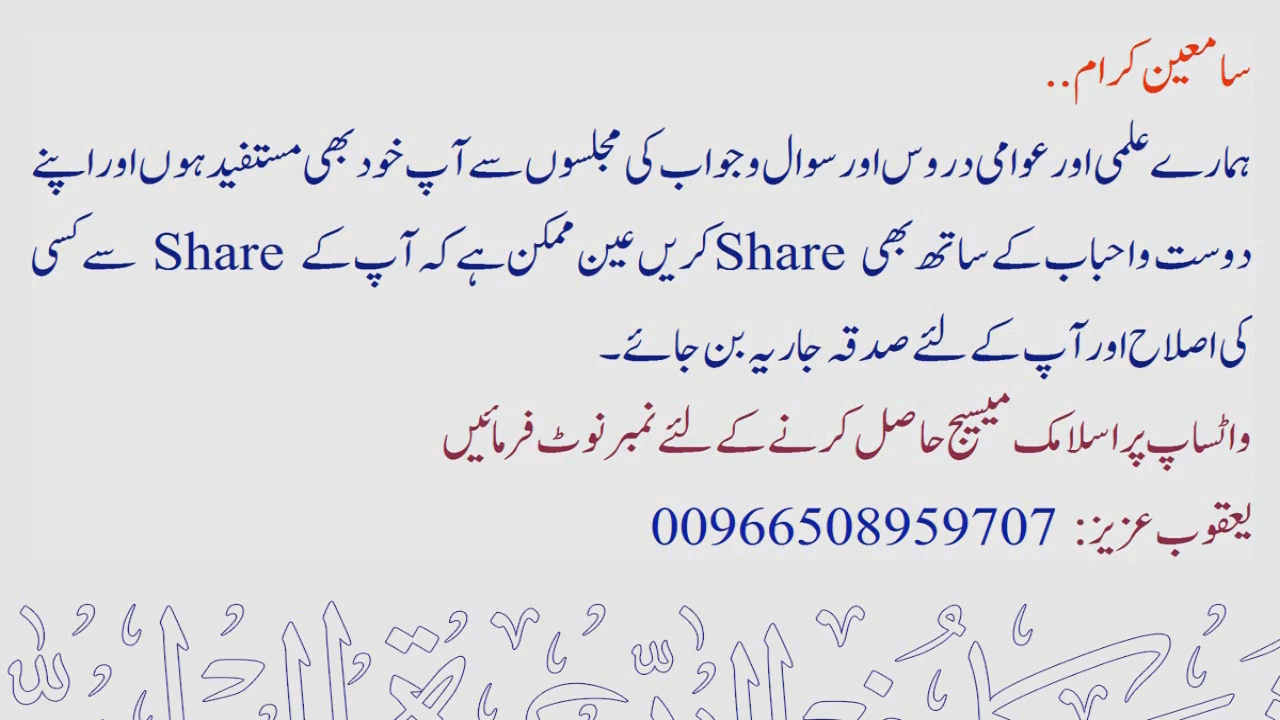 سامعین کرام..
ہمارے علمی اور عوامی دروس اور سوال وجواب کی مجلسوں سے آپ خود بھی مستفید ہوں اور اپنے
دوست واحباب کے ساتھ بھی Share کریں عین ممکن ہے کہ آپ کے Share سے کسی
کی اصلاح اور آپ کے لئے صدقہ جاریہ بن جائے۔
واٹساپ پر اسلامک میسیج حاصل کرنے کے لئے نمبر نوٹ فرمائیں
یعقوب عزیز: 00966508959707